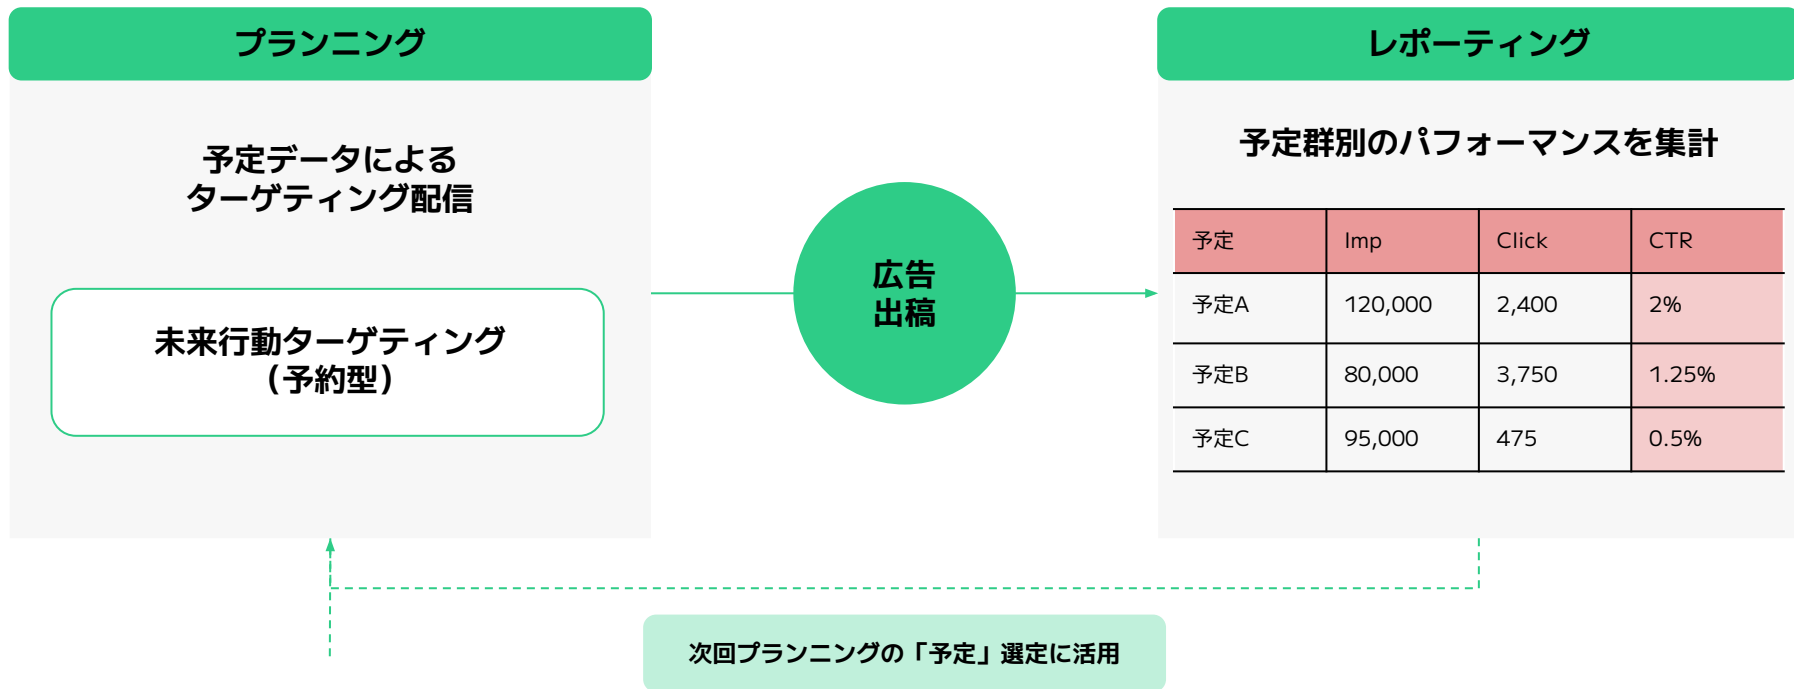 プランニング
予定データによる
ターゲティング配信
未来行動ターゲティング
（予約型）
広告
出稿
レポーティング
予定群別のパフォーマンスを集計
予定 Imp Click CTR
予定A 120,000 2,400 2%
予定B 80,000 3,750 1.25%
予定C 95,000 475 0.5%
次回プランニングの「予定」選定に活用